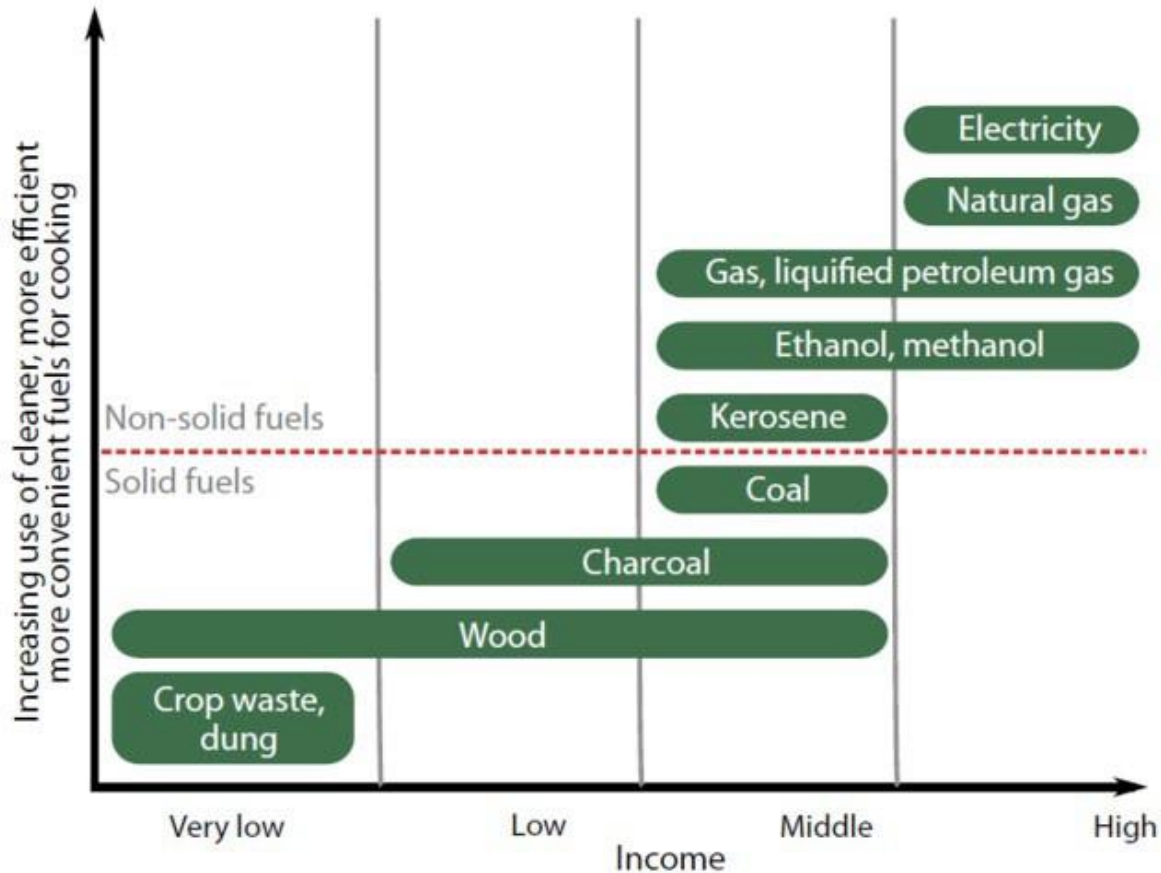 Increasing use of cleaner, more efficient
more convenient fuels for cooking
Electricity
Natural gas
Gas, liquified petroleum gas
Ethanol, methanol
Non-solid fuels
Kerosene
Solid fuels
Coal
Charcoal
Wood
Crop waste,
dung
Very low
Low
Middle
High
Income